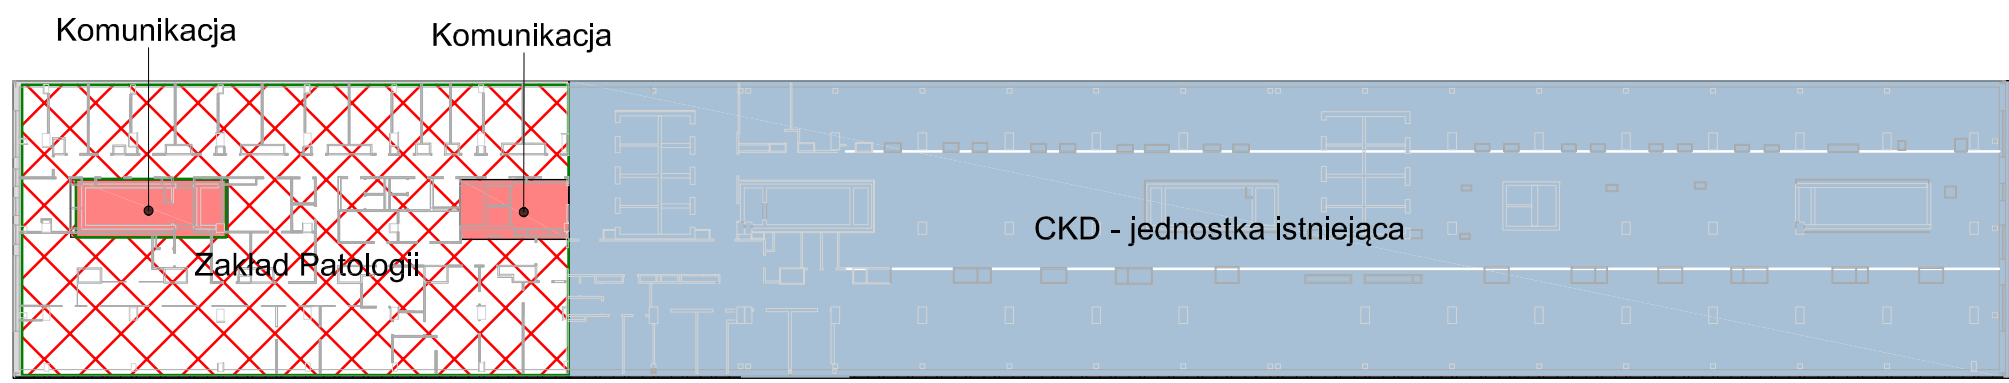 Komunikacja
Komunikacja
CKD - jednostka istniejąca
Zakład Patologii